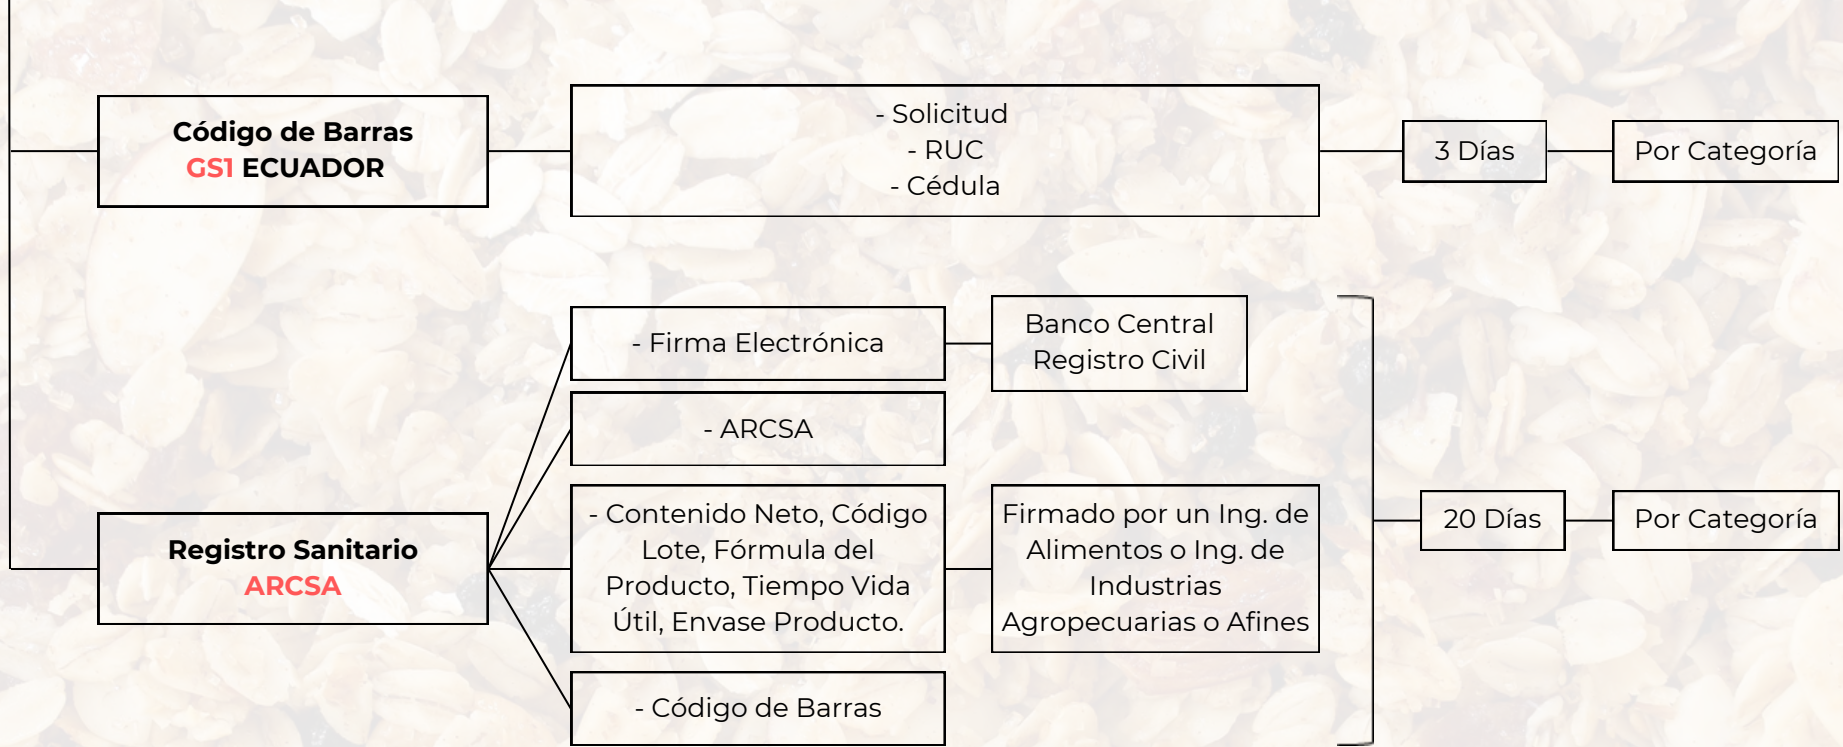 Código de Barras
GS1 ECUADOR
- Solicitud
- RUC
- Cédula
3 Días
Por Categoría
Registro Sanitario
ARCSA
- Firma Electrónica
Banco Central
Registro Civil
- ARCSA
- Contenido Neto, Código
Lote, Fórmula del
Producto, Tiempo Vida
Útil, Envase Producto.
Firmado por un Ing. de
Alimentos o Ing. de
Industrias
Agropecuarias o Afines
- Código de Barras
20 Días
Por Categoría